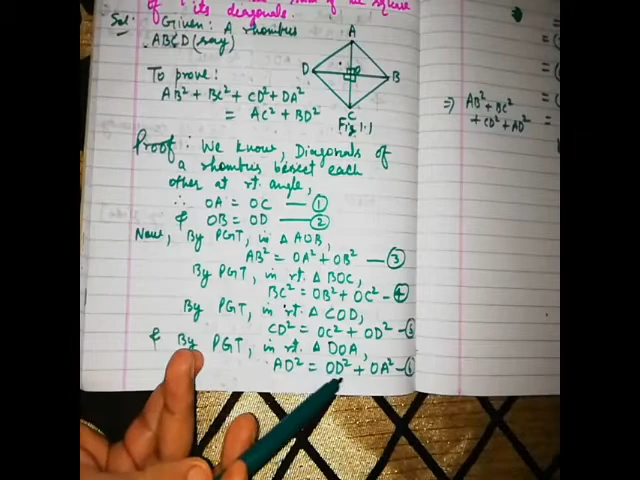 of its diagonals.
Sol. Given: A rhombus
ABCD (say)
To prove:
AB² + BC² + CD² + DA²
= AC² + BD²
A
D
O
B
C
(Fig 1.)
Proof: We know, Diagonals of
a rhombus bisect each
other at rt. angle,
∴ OA = OC — ①
& OB = OD — ②
Now, By PGT, in △ AOB,
AB² = OA² + OB² — ③
By PGT, in rt. △ BOC,
BC² = OB² + OC² — ④
By PGT, in rt. △ COD,
CD² = OC² + OD² — ⑤
& By PGT, in rt. △ DOA,
AD² = OD² + OA² — ⑥
⇒ AB² + BC²
+ CD² + AD² =